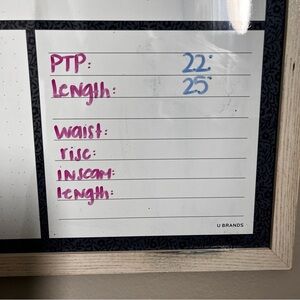 PTP: 22"
Length: 25"
waist:
rise:
inseam:
Length:
U BRANDS